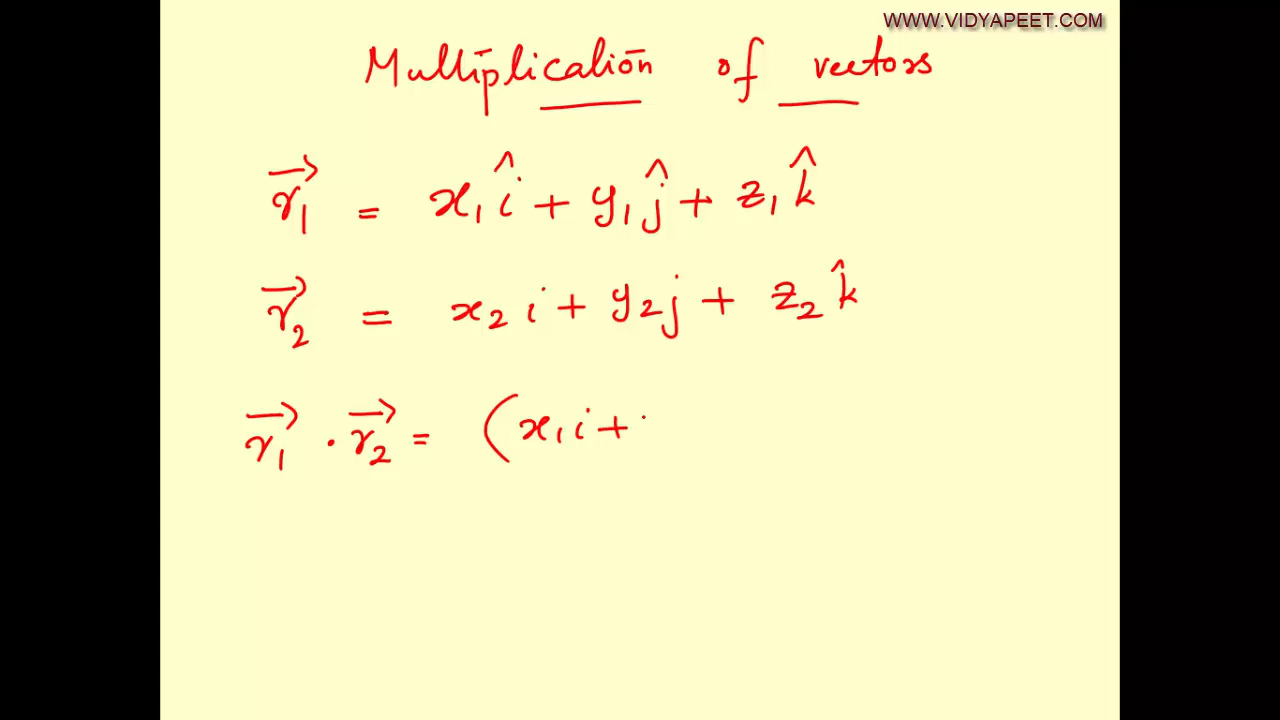 WWW.VIDYAPEET.COM
Multiplication of vectors
r⃗₁ = x₁î + y₁ĵ + z₁k̂
r⃗₂ = x₂i + y₂j + z₂k̂
r⃗₁ · r⃗₂ = (x₁i +